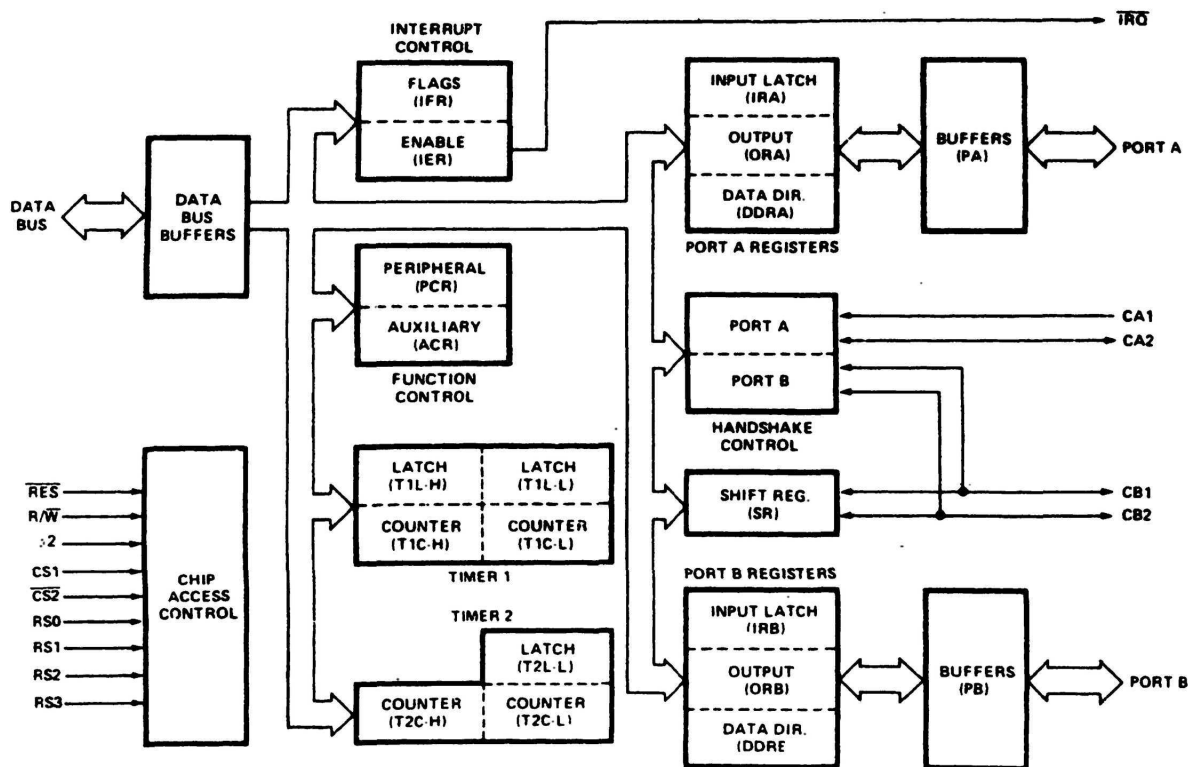 IRQ
INTERRUPT
CONTROL
FLAGS
(IFR)
ENABLE
(IER)
INPUT LATCH
(IRA)
OUTPUT
(ORA)
DATA DIR.
(DDRA)
PORT A REGISTERS
BUFFERS
(PA)
PORT A
DATA
BUS
DATA
BUS
BUFFERS
PERIPHERAL
(PCR)
AUXILIARY
(ACR)
FUNCTION
CONTROL
PORT A
PORT B
HANDSHAKE
CONTROL
CA1
CA2
LATCH
(T1L-H)
LATCH
(T1L-L)
COUNTER
(T1C-H)
COUNTER
(T1C-L)
TIMER 1
SHIFT REG.
(SR)
CB1
CB2
RES
R/W
:2
CS1
CS2
RS0
RS1
RS2
RS3
CHIP
ACCESS
CONTROL
TIMER 2
LATCH
(T2L-L)
COUNTER
(T2C-H)
COUNTER
(T2C-L)
PORT B REGISTERS
INPUT LATCH
(IRB)
OUTPUT
(ORB)
DATA DIR.
(DDRE
BUFFERS
(PB)
PORT B